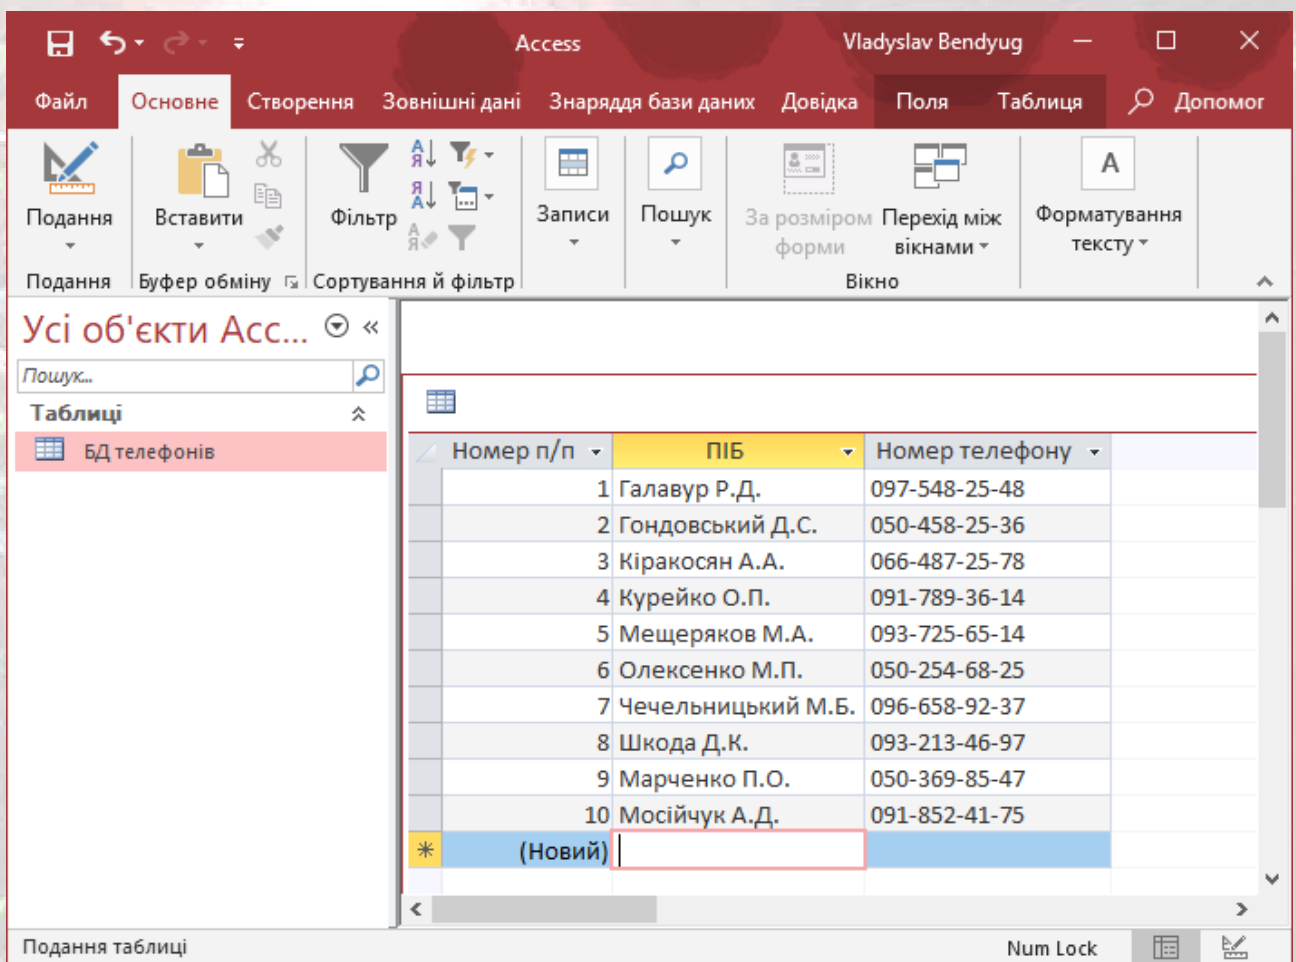 Access Vladyslav Bendyug
Файл Основне Створення Зовнішні дані Знаряддя бази даних Довідка Поля Таблиця Допомог
Подання Вставити Фільтр Записи Пошук За розміром форми Перехід між вікнами Форматування тексту
Подання Буфер обміну Сортування й фільтр Вікно
Усі об'єкти Acc...
Пошук...
Таблиці
БД телефонів
Номер п/п ПІБ Номер телефону
1 Галавур Р.Д. 097-548-25-48
2 Гондовський Д.С. 050-458-25-36
3 Кіракосян А.А. 066-487-25-78
4 Курейко О.П. 091-789-36-14
5 Мещеряков М.А. 093-725-65-14
6 Олексенко М.П. 050-254-68-25
7 Чечельницький М.Б. 096-658-92-37
8 Шкода Д.К. 093-213-46-97
9 Марченко П.О. 050-369-85-47
10 Мосійчук А.Д. 091-852-41-75
(Новий)
Подання таблиці Num Lock